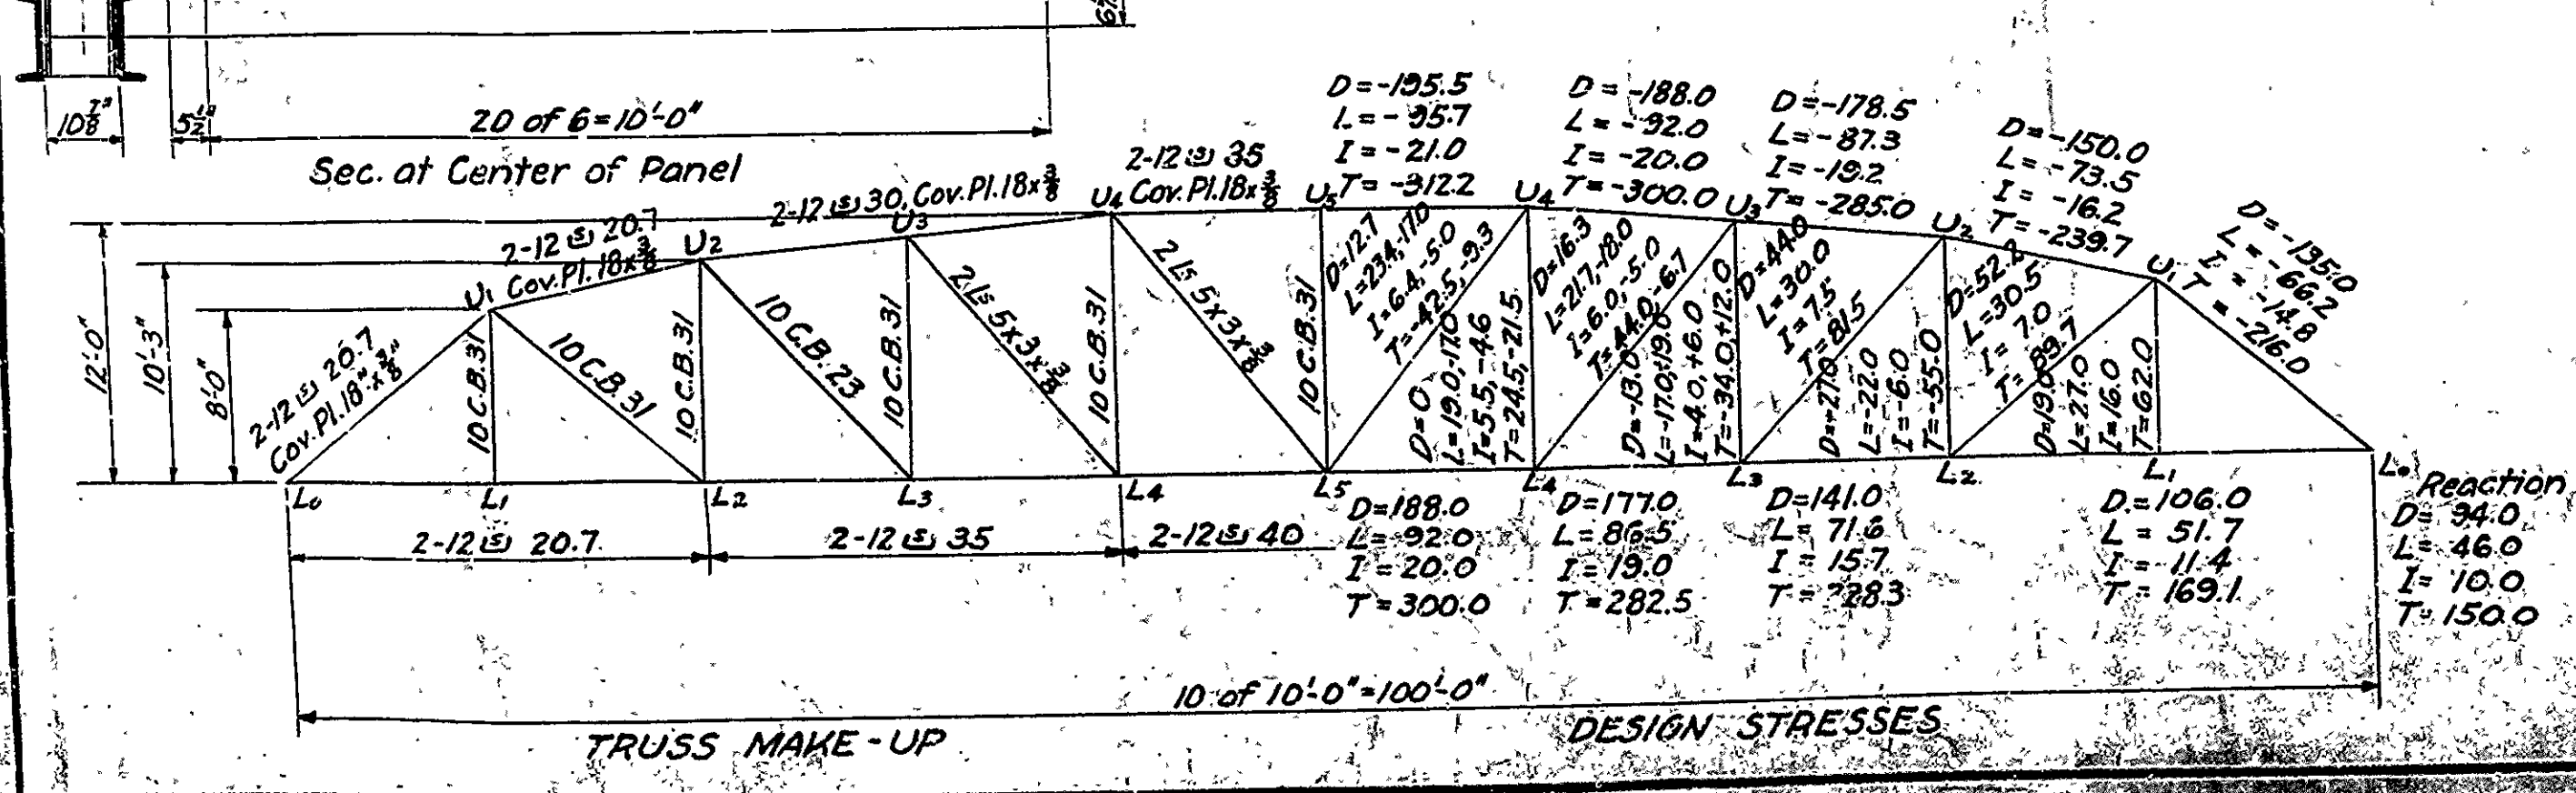 10 7/8"
5 1/2"
20 of 6=10'-0"
Sec. at Center of Panel
12'-0"
10'-3"
8'-0"
2-12 [s] 20.7
Cov.Pl.18"x3/8"
2-12 [s] 20.7
Cov.Pl.18x3/8
2-12 [s] 30, Cov.Pl.18x3/8
2-12 [s] 35
Cov.Pl.18x3/8
U1
U2
U3
U4
U5
U4
U3
U2
U1
10 C.B.31
10 C.B.31
10 C.B.31
10 C.B.23
10 C.B.31
2 Ls 5x3x3/8
10 C.B.31
2 Ls 5x3x3/8
10 C.B.31
D=-195.5
L=-95.7
I=-21.0
T=-312.2
D=-188.0
L=-92.0
I=-20.0
T=-300.0
D=-178.5
L=-87.3
I=-19.2
T=-285.0
D=-150.0
L=-73.5
I=-16.2
T=-239.7
D=-135.0
L=-66.2
I=-14.8
T=-216.0
D=12.7
L=23.4,-17.0
I=6.4,-5.0
T=42.5,-9.3
D=0
L=19.0,-17.0
I=5.5,-4.6
T=24.5,-21.5
D=16.3
L=21.7,-18.0
I=6.0,-5.0
T=44.0,-6.7
D=-13.0
L=-17.0,+19.0
I=-4.0,+6.0
T=-34.0,+12.0
D=44.0
L=30.0
I=7.5
T=81.5
D=+27.0
L=-22.0
I=-6.0
T=-55.0
D=52.2
L=30.5
I=7.0
T=89.7
D=19.0
L=27.0
I=16.0
T=62.0
L0
L1
L2
L3
L4
L5
L4
L3
L2
L1
L0
2-12 [s] 20.7
2-12 [s] 35
2-12 [s] 40
D=188.0
L=92.0
I=20.0
T=300.0
D=177.0
L=86.5
I=19.0
T=282.5
D=141.0
L=71.6
I=15.7
T=228.3
D=106.0
L=51.7
I=11.4
T=169.1
Reaction
D=94.0
L=46.0
I=10.0
T=150.0
10 of 10'-0"=100'-0"
TRUSS MAKE-UP
DESIGN STRESSES